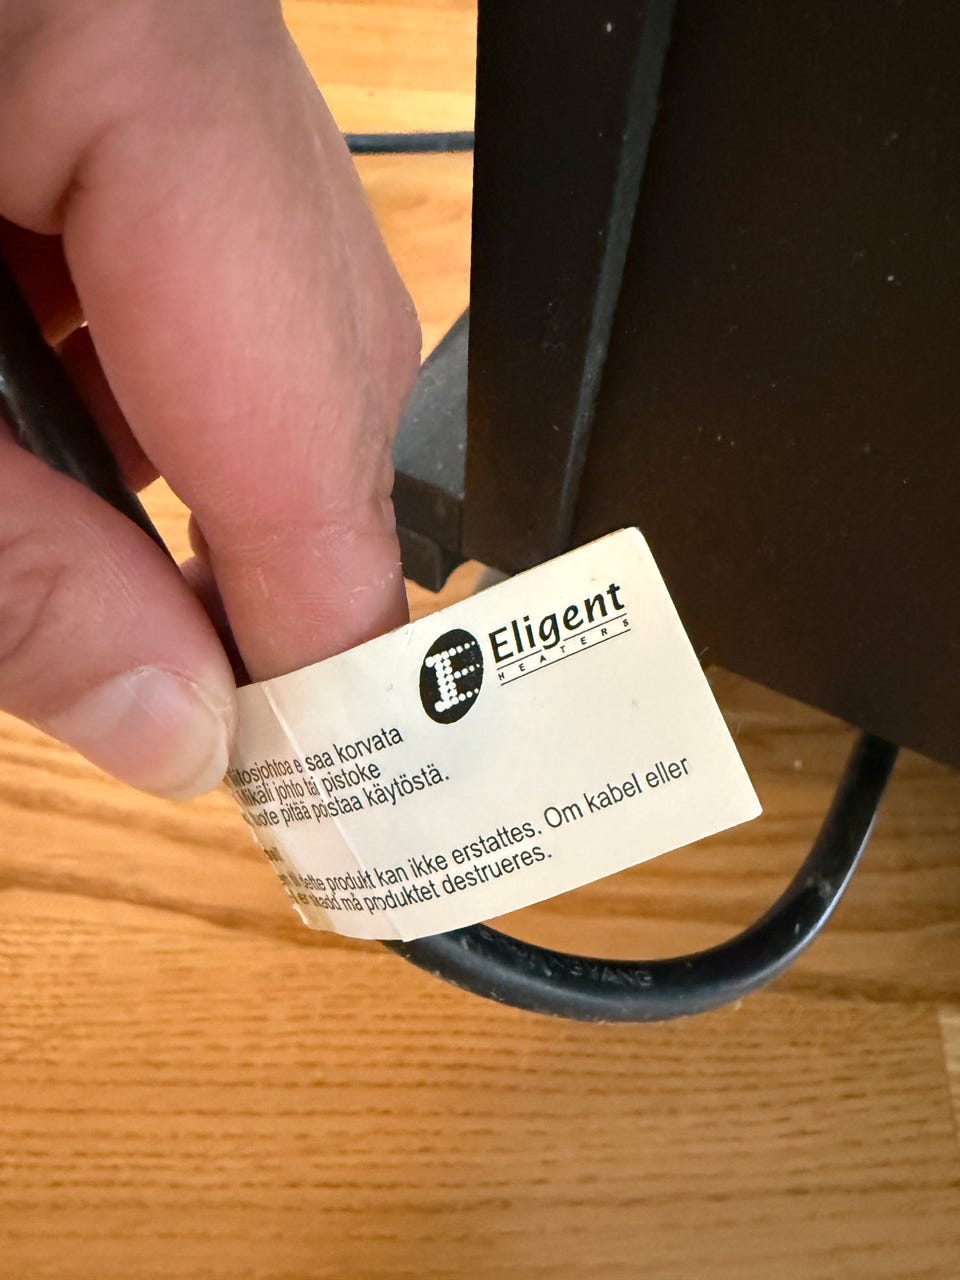 E
Eligent
HEATERS
saa korvata
Mikäli johto tai pistoke
pitää poistaa käytöstä.
dette produkt kan ikke erstattes. Om kabel eller
må produktet destrueres.